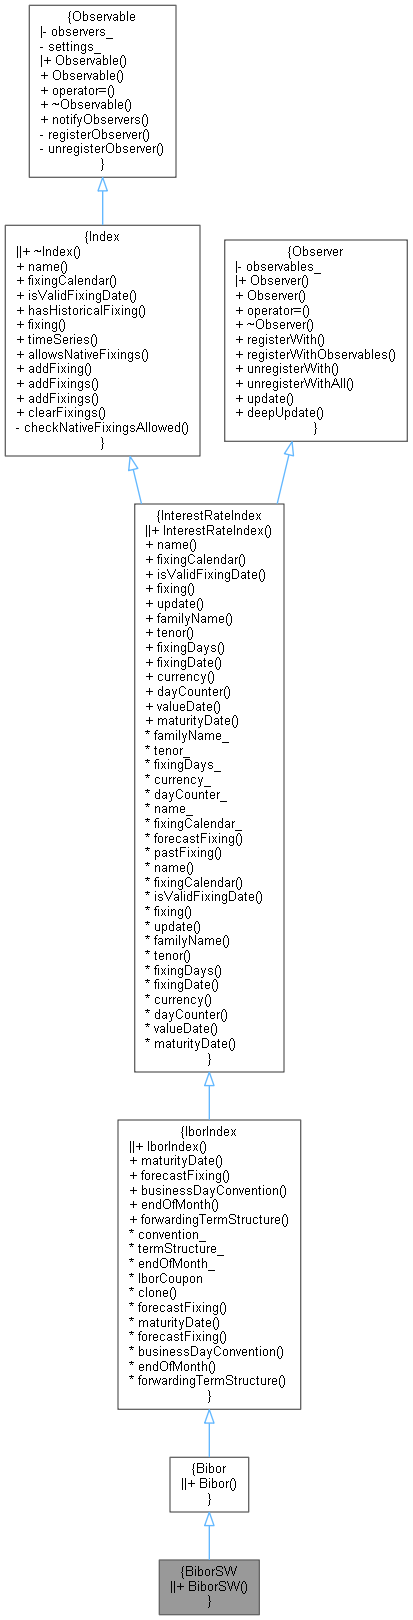 {Observable
|- observers_
- settings_
|+ Observable()
+ Observable()
+ operator=()
+ ~Observable()
+ notifyObservers()
- registerObserver()
- unregisterObserver()
}
{Index
||+ ~Index()
+ name()
+ fixingCalendar()
+ isValidFixingDate()
+ hasHistoricalFixing()
+ fixing()
+ timeSeries()
+ allowsNativeFixings()
+ addFixing()
+ addFixings()
+ addFixings()
+ clearFixings()
- checkNativeFixingsAllowed()
}
{Observer
|- observables_
|+ Observer()
+ Observer()
+ operator=()
+ ~Observer()
+ registerWith()
+ registerWithObservables()
+ unregisterWith()
+ unregisterWithAll()
+ update()
+ deepUpdate()
}
{InterestRateIndex
||+ InterestRateIndex()
+ name()
+ fixingCalendar()
+ isValidFixingDate()
+ fixing()
+ update()
+ familyName()
+ tenor()
+ fixingDays()
+ fixingDate()
+ currency()
+ dayCounter()
+ valueDate()
+ maturityDate()
* familyName_
* tenor_
* fixingDays_
* currency_
* dayCounter_
* name_
* fixingCalendar_
* forecastFixing()
* pastFixing()
* name()
* fixingCalendar()
* isValidFixingDate()
* fixing()
* update()
* familyName()
* tenor()
* fixingDays()
* fixingDate()
* currency()
* dayCounter()
* valueDate()
* maturityDate()
}
{IborIndex
||+ IborIndex()
+ maturityDate()
+ forecastFixing()
+ businessDayConvention()
+ endOfMonth()
+ forwardingTermStructure()
* convention_
* termStructure_
* endOfMonth_
* IborCoupon
* clone()
* forecastFixing()
* maturityDate()
* forecastFixing()
* businessDayConvention()
* endOfMonth()
* forwardingTermStructure()
}
{Bibor
||+ Bibor()
}
{BiborSW
||+ BiborSW()
}